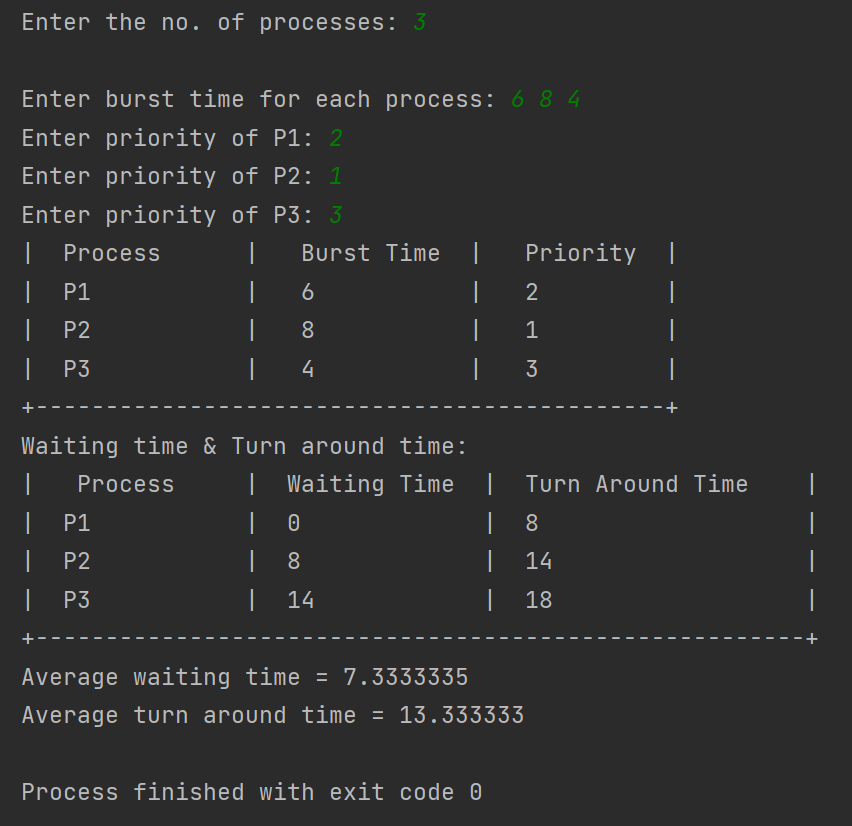 Enter the no. of processes: 3
Enter burst time for each process: 6 8 4
Enter priority of P1: 2
Enter priority of P2: 1
Enter priority of P3: 3
|  Process      |   Burst Time  |   Priority  |
|  P1           |   6           |   2         |
|  P2           |   8           |   1         |
|  P3           |   4           |   3         |
+---------------------------------------------+
Waiting time & Turn around time:
|   Process     |  Waiting Time  |  Turn Around Time    |
|  P1           |  0             |  8                   |
|  P2           |  8             |  14                  |
|  P3           |  14            |  18                  |
+-------------------------------------------------------+
Average waiting time = 7.3333335
Average turn around time = 13.333333
Process finished with exit code 0